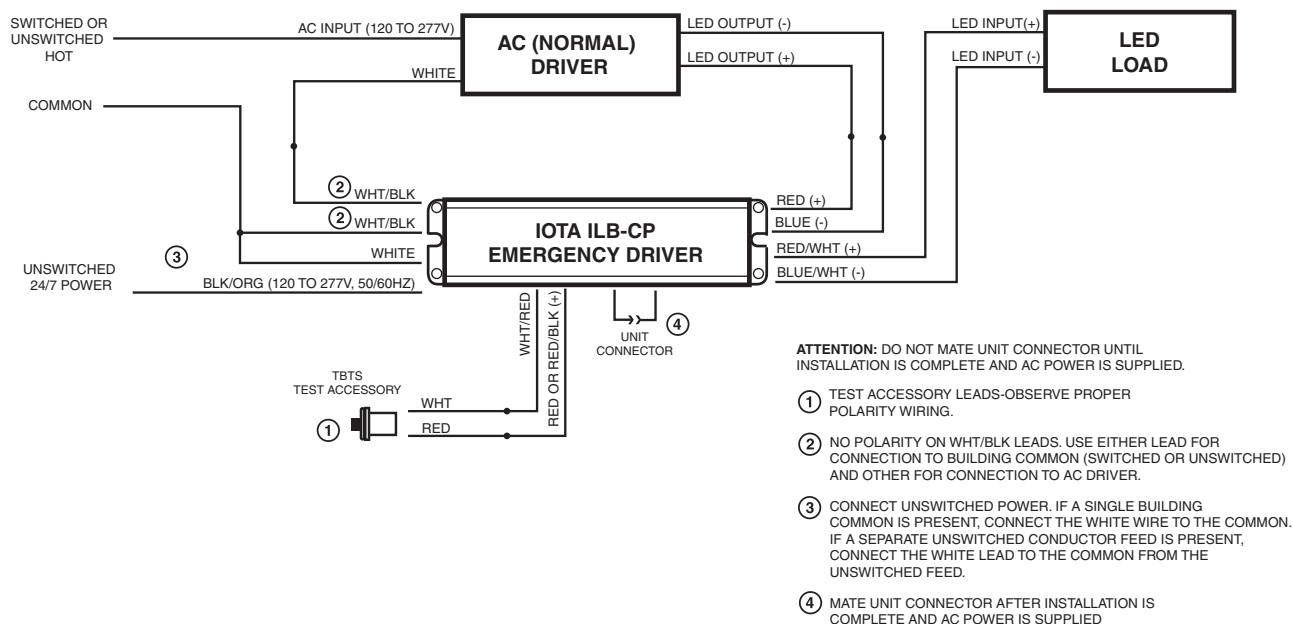 SWITCHED OR
UNSWITCHED
HOT
AC INPUT (120 TO 277V)
AC (NORMAL)
DRIVER
LED OUTPUT (-)
LED OUTPUT (+)
LED INPUT(+)
LED INPUT (-)
LED
LOAD
WHITE
COMMON
2 WHT/BLK
2 WHT/BLK
WHITE
3
UNSWITCHED
24/7 POWER
BLK/ORG (120 TO 277V, 50/60HZ)
IOTA ILB-CP
EMERGENCY DRIVER
RED (+)
BLUE (-)
RED/WHT (+)
BLUE/WHT (-)
WHT/RED
RED OR RED/BLK (+)
UNIT
CONNECTOR
4
TBTS
TEST ACCESSORY
1
WHT
RED
ATTENTION: DO NOT MATE UNIT CONNECTOR UNTIL
INSTALLATION IS COMPLETE AND AC POWER IS SUPPLIED.
1 TEST ACCESSORY LEADS-OBSERVE PROPER
POLARITY WIRING.
2 NO POLARITY ON WHT/BLK LEADS. USE EITHER LEAD FOR
CONNECTION TO BUILDING COMMON (SWITCHED OR UNSWITCHED)
AND OTHER FOR CONNECTION TO AC DRIVER.
3 CONNECT UNSWITCHED POWER. IF A SINGLE BUILDING
COMMON IS PRESENT, CONNECT THE WHITE WIRE TO THE COMMON.
IF A SEPARATE UNSWITCHED CONDUCTOR FEED IS PRESENT,
CONNECT THE WHITE LEAD TO THE COMMON FROM THE
UNSWITCHED FEED.
4 MATE UNIT CONNECTOR AFTER INSTALLATION IS
COMPLETE AND AC POWER IS SUPPLIED